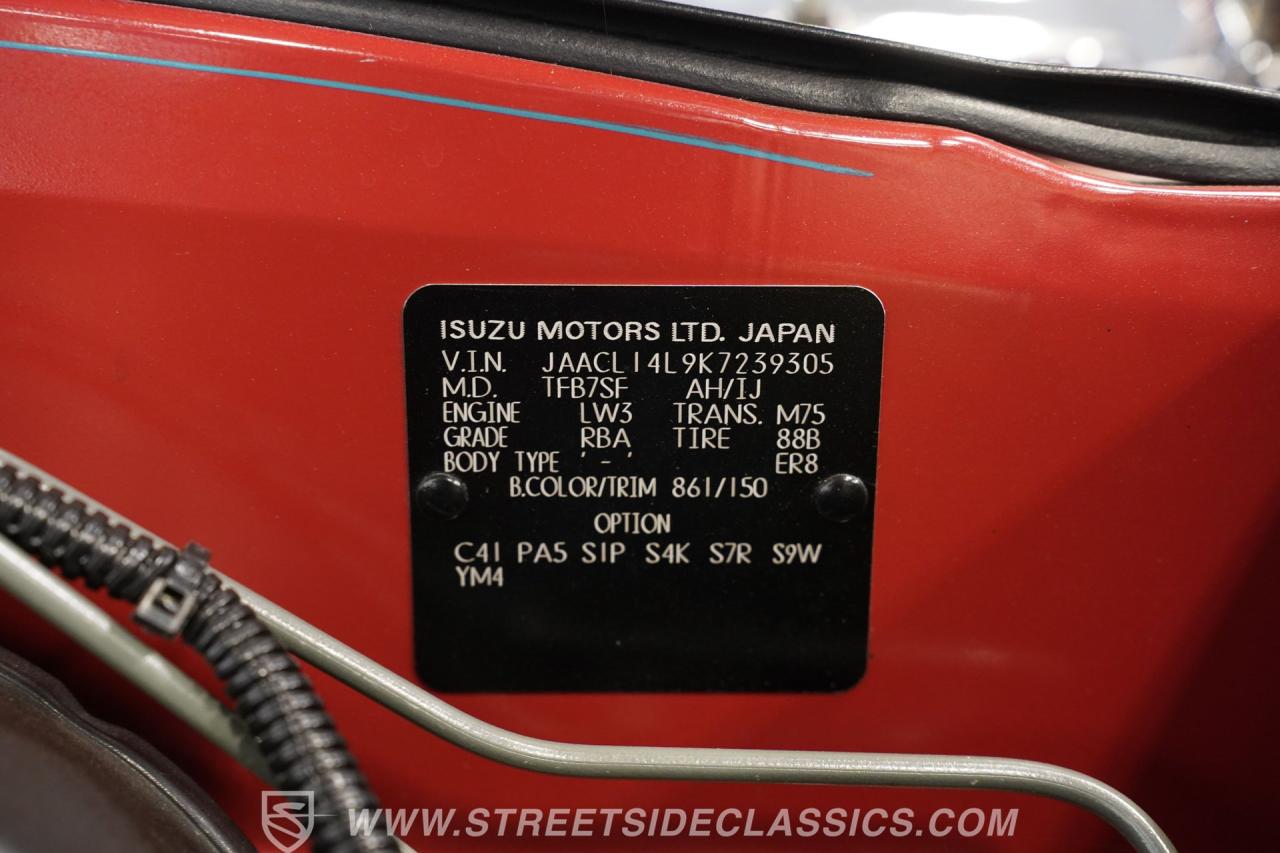 ISUZU MOTORS LTD. JAPAN
V.I.N. JAACL14L9K7239305
M.D. TFB7SF AH/IJ
ENGINE LW3 TRANS. M75
GRADE RBA TIRE 88B
BODY TYPE '-' ER8
B.COLOR/TRIM 861/150
OPTION
C41 PA5 S1P S4K S7R S9W
YM4
WWW.STREETSIDECLASSICS.COM